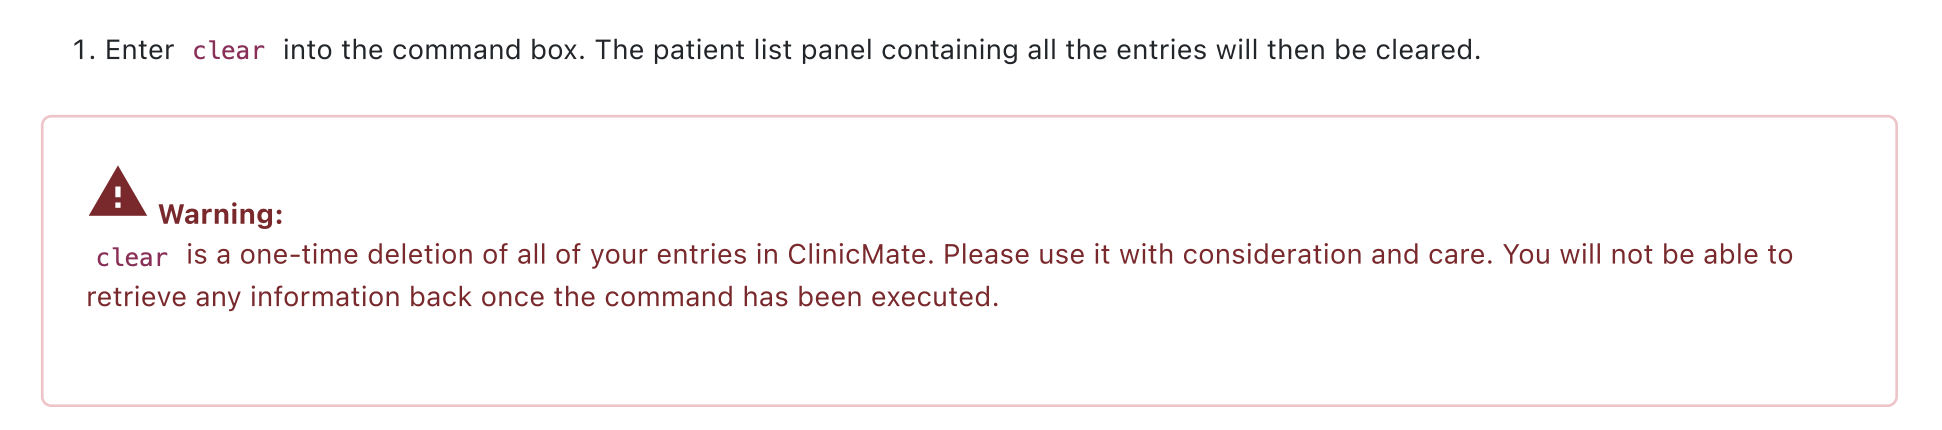 1. Enter clear into the command box. The patient list panel containing all the entries will then be cleared.
Warning:
clear is a one-time deletion of all of your entries in ClinicMate. Please use it with consideration and care. You will not be able to
retrieve any information back once the command has been executed.